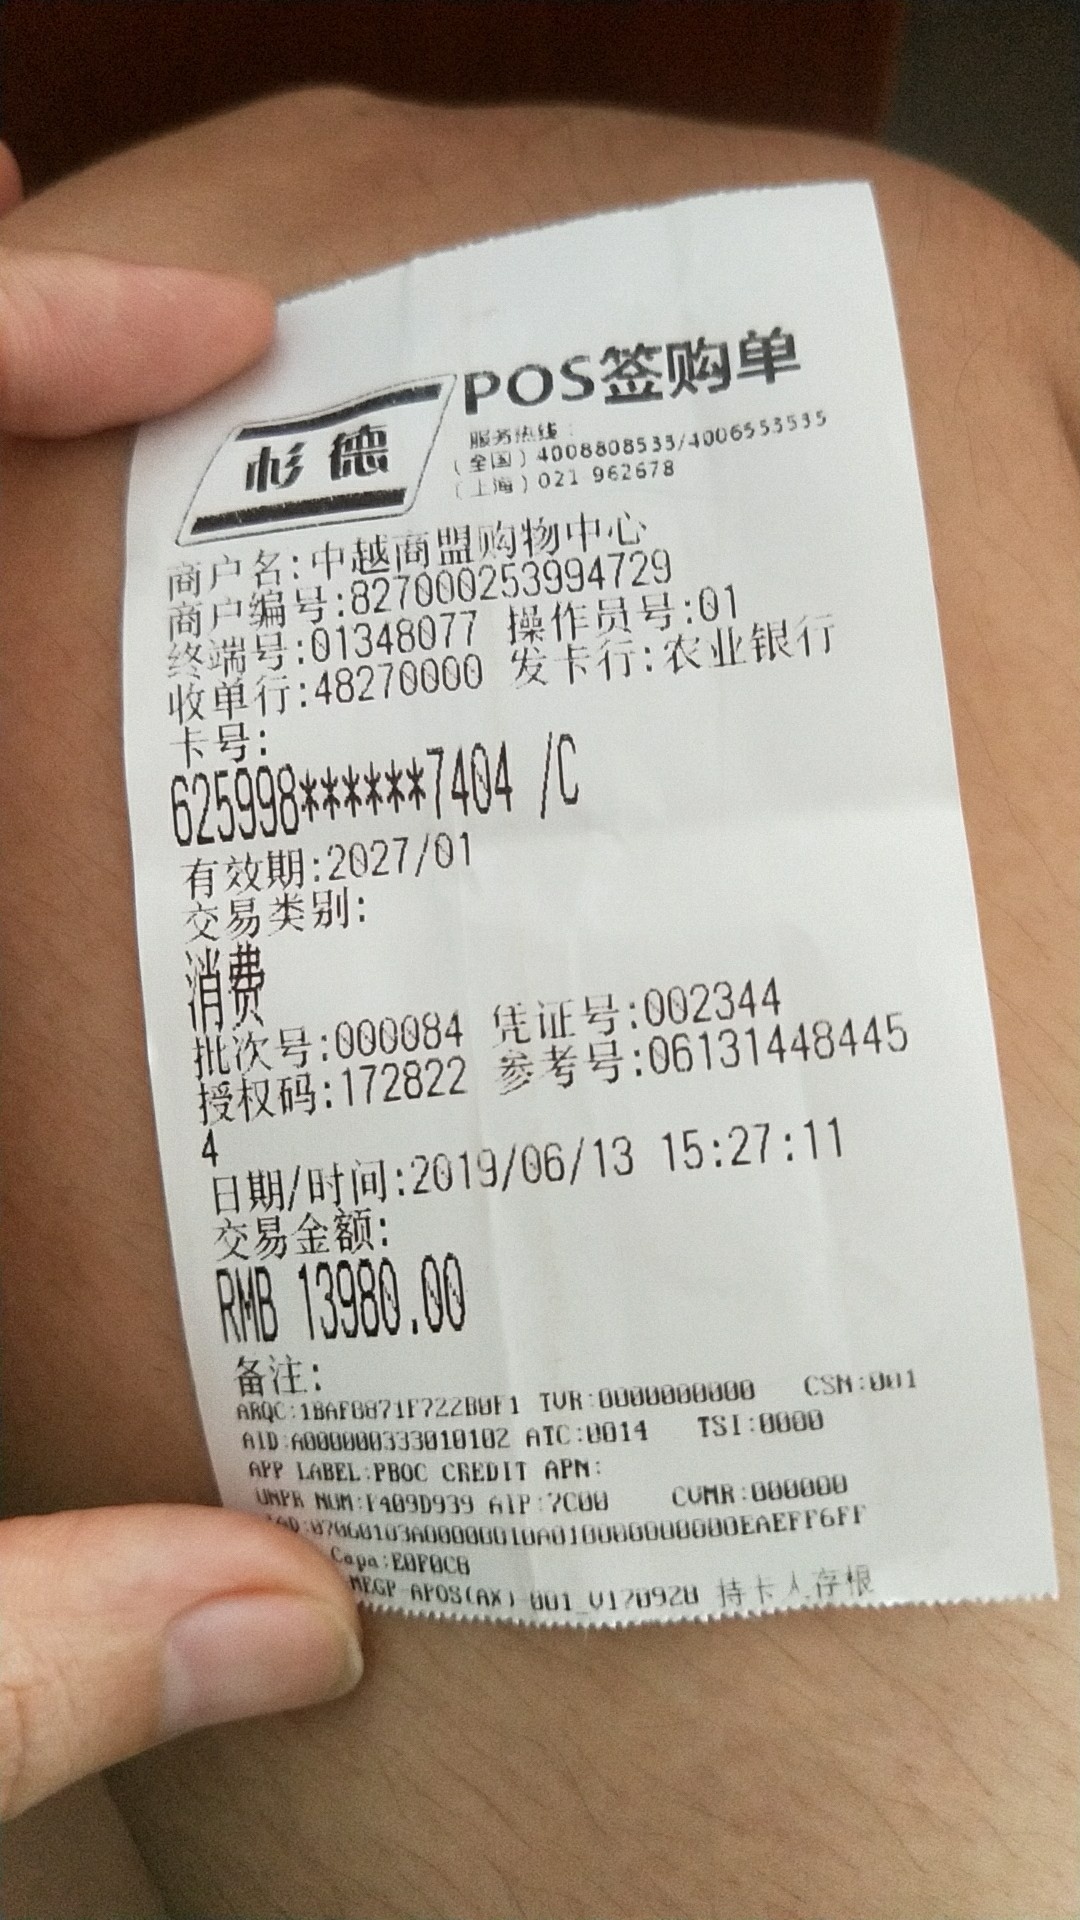 杉德
POS签购单
服务热线:
(全国)4008808533/4006553535
(上海)021 962678
商户名:中越商盟购物中心
商户编号:827000253994729
终端号:01348077 操作员号:01
收单行:48270000 发卡行:农业银行
卡号:
625998******7404 /C
有效期:2027/01
交易类别:
消费
批次号:000084 凭证号:002344
授权码:172822 参考号:06131448445
4
日期/时间:2019/06/13 15:27:11
交易金额:
RMB 13980.00
备注:
ARQC:1BAF8871F722B0F1 TVR:0000000000 CSN:001
AID:A000000333010102 ATC:0014 TSI:0000
APP LABEL:PBOC CREDIT APN:
UNPR NUM:F409D939 AIP:7C00 CVMR:000000
Capa:E0F0C8
APOS(AX)-001_V170920 持卡人存根